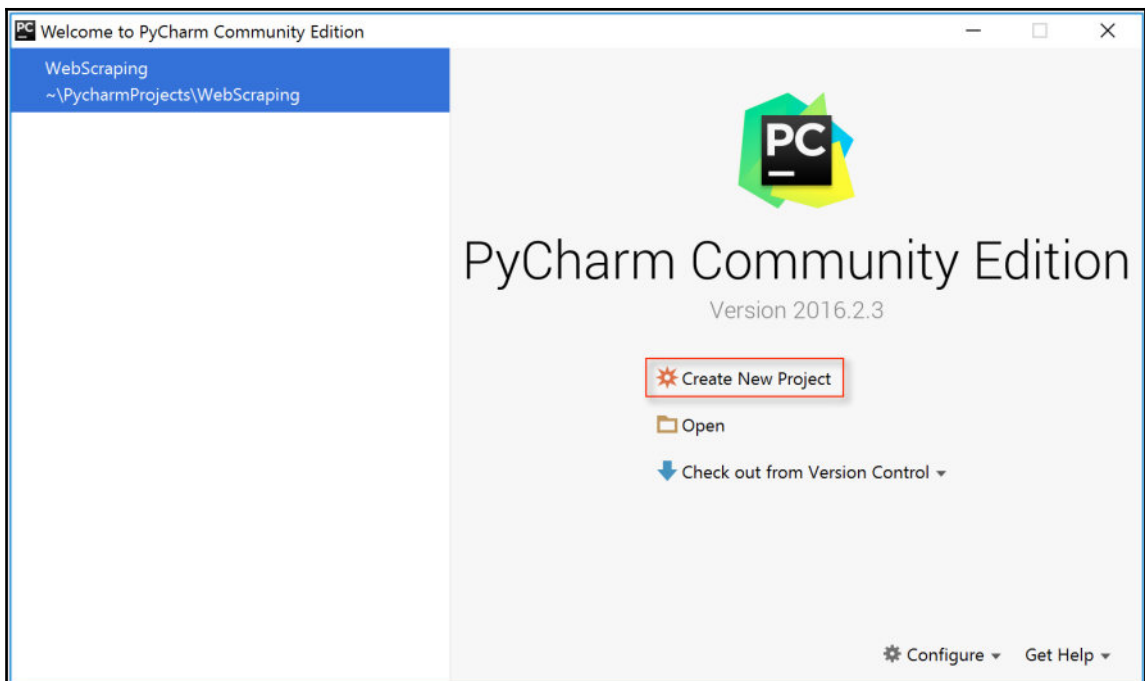 PC Welcome to PyCharm Community Edition
WebScraping
~\PycharmProjects\WebScraping
PC
PyCharm Community Edition
Version 2016.2.3
Create New Project
Open
Check out from Version Control
Configure
Get Help